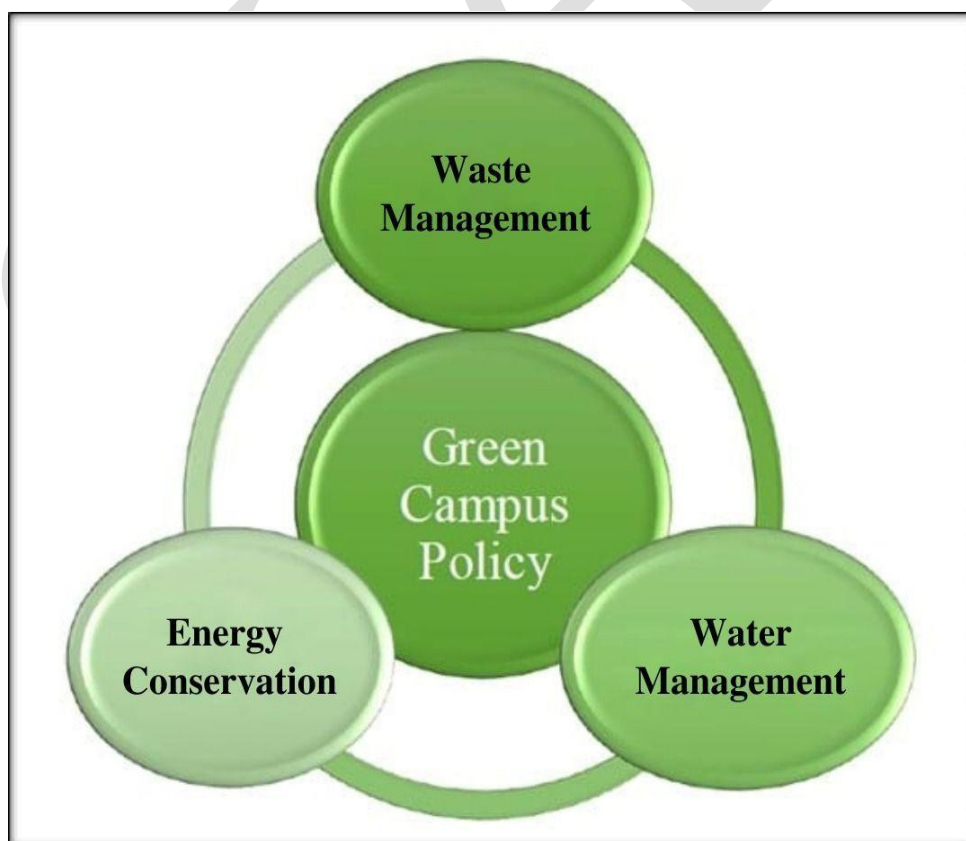 Waste
Management
Green
Campus
Policy
Energy
Conservation
Water
Management